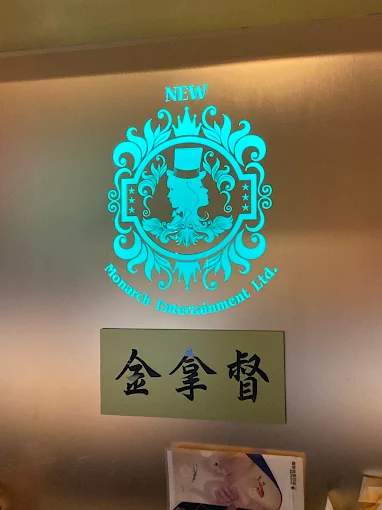 NEW
Monarch Entertainment Ltd.
金拿督